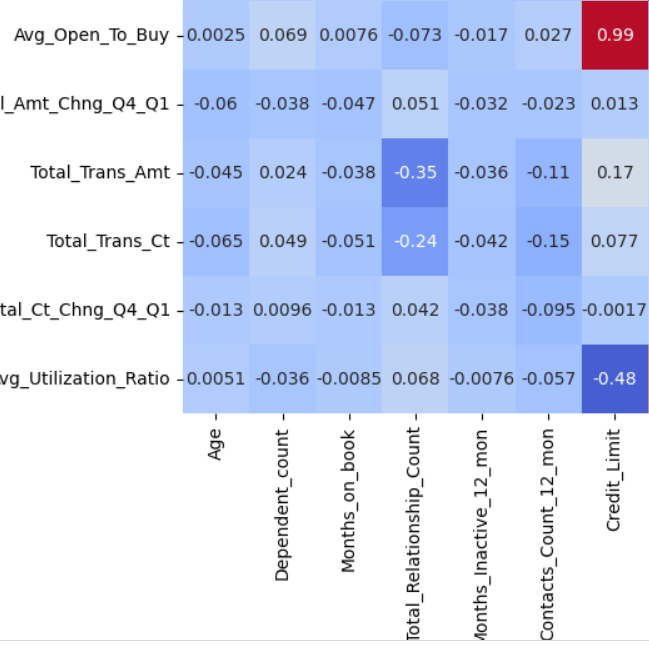 Avg_Open_To_Buy 0.0025 0.069 0.0076 -0.073 -0.017 0.027 0.99
l_Amt_Chng_Q4_Q1 -0.06 -0.038 -0.047 0.051 -0.032 -0.023 0.013
Total_Trans_Amt -0.045 0.024 -0.038 -0.35 -0.036 -0.11 0.17
Total_Trans_Ct -0.065 0.049 -0.051 -0.24 -0.042 -0.15 0.077
tal_Ct_Chng_Q4_Q1 -0.013 0.0096 -0.013 0.042 -0.038 -0.095 -0.0017
vg_Utilization_Ratio 0.0051 -0.036 -0.0085 0.068 -0.0076 -0.057 -0.48
Age
Dependent_count
Months_on_book
Total_Relationship_Count
Months_Inactive_12_mon
Contacts_Count_12_mon
Credit_Limit